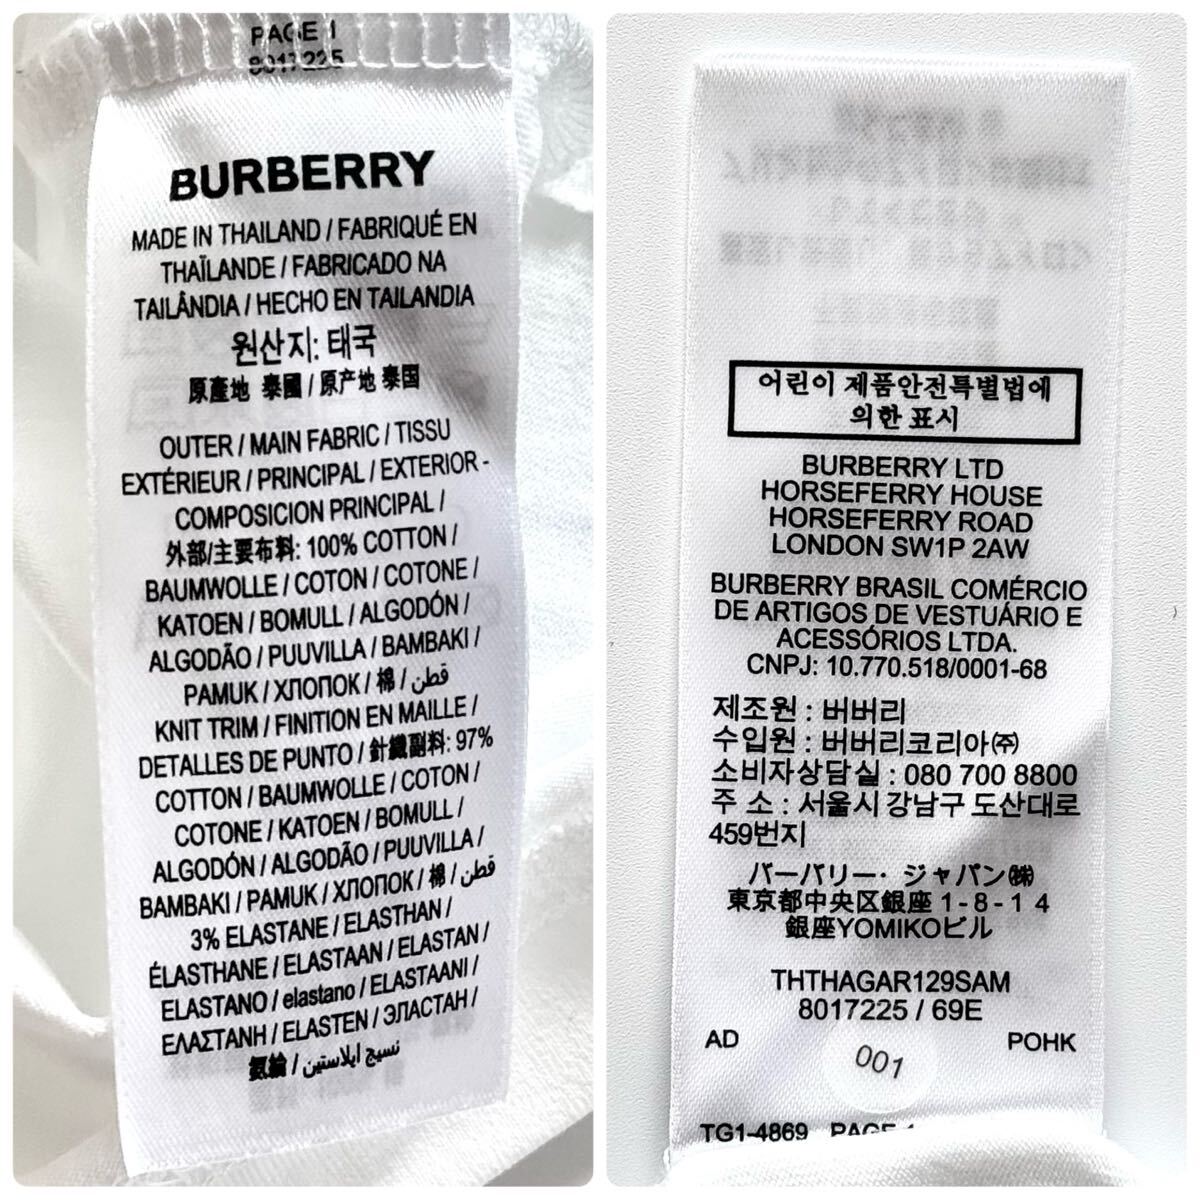 PAGE 1
8017225
BURBERRY
MADE IN THAILAND / FABRIQUÉ EN
THAÏLANDE / FABRICADO NA
TAILÂNDIA / HECHO EN TAILANDIA
원산지: 태국
原產地 泰國 / 原产地 泰国
OUTER / MAIN FABRIC / TISSU
EXTÉRIEUR / PRINCIPAL / EXTERIOR -
COMPOSICION PRINCIPAL /
外部/主要布料: 100% COTTON /
BAUMWOLLE / COTON / COTONE /
KATOEN / BOMULL / ALGODÓN /
ALGODÃO / PUUVILLA / BAMBAKI /
PAMUK / ХЛОПОК / 棉 / قطن
KNIT TRIM / FINITION EN MAILLE /
DETALLES DE PUNTO / 針織副料: 97%
COTTON / BAUMWOLLE / COTON /
COTONE / KATOEN / BOMULL /
ALGODÓN / ALGODÃO / PUUVILLA /
BAMBAKI / PAMUK / ХЛОПОК / 棉 / قطن
3% ELASTANE / ELASTHAN /
ÉLASTHANE / ELASTAAN / ELASTAN /
ELASTANO / elastano / ELASTAANI /
ΕΛΑΣΤΑΝΗ / ELASTEN / ЭЛАСТАН /
氨綸 / نسيج ايلاستين
어린이 제품안전특별법에
의한 표시
BURBERRY LTD
HORSEFERRY HOUSE
HORSEFERRY ROAD
LONDON SW1P 2AW
BURBERRY BRASIL COMÉRCIO
DE ARTIGOS DE VESTUÁRIO E
ACESSÓRIOS LTDA.
CNPJ: 10.770.518/0001-68
제조원 : 버버리
수입원 : 버버리코리아㈜
소비자상담실 : 080 700 8800
주 소 : 서울시 강남구 도산대로
459번지
バーバリー・ジャパン㈱
東京都中央区銀座 1-8-14
銀座YOMIKOビル
THTHAGAR129SAM
8017225 / 69E
AD POHK
001
TG1-4869 PAGE 1